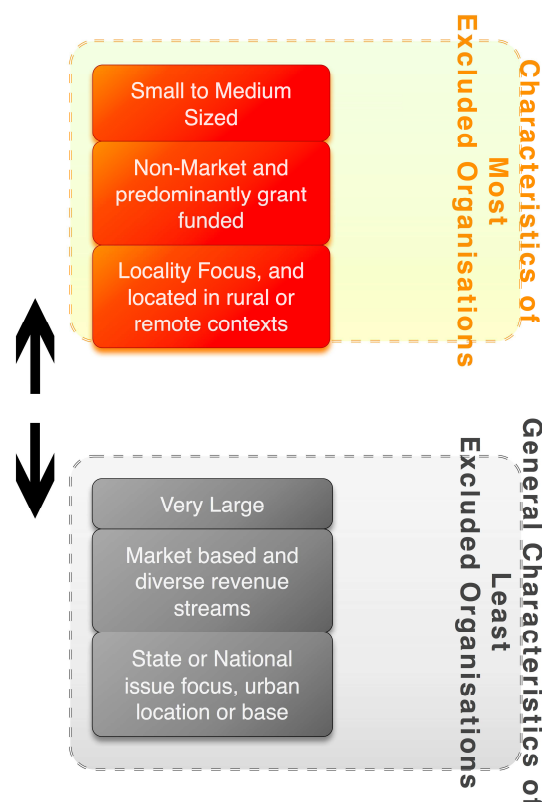 Characteristics of
Most
Excluded Organisations
Small to Medium
Sized
Non-Market and
predominantly grant
funded
Locality Focus, and
located in rural or
remote contexts
General Characteristics of
Least
Excluded Organisations
Very Large
Market based and
diverse revenue
streams
State or National
issue focus, urban
location or base